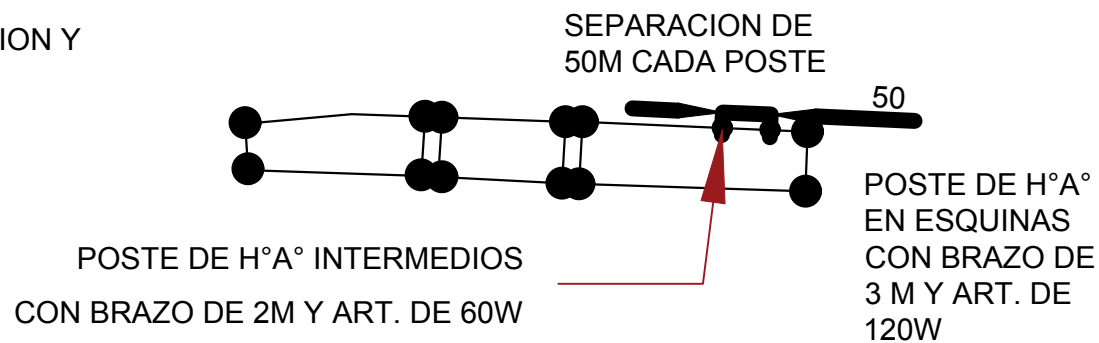 ION Y
SEPARACION DE
50M CADA POSTE
50
POSTE DE H°A° INTERMEDIOS
CON BRAZO DE 2M Y ART. DE 60W
POSTE DE H°A°
EN ESQUINAS
CON BRAZO DE
3 M Y ART. DE
120W